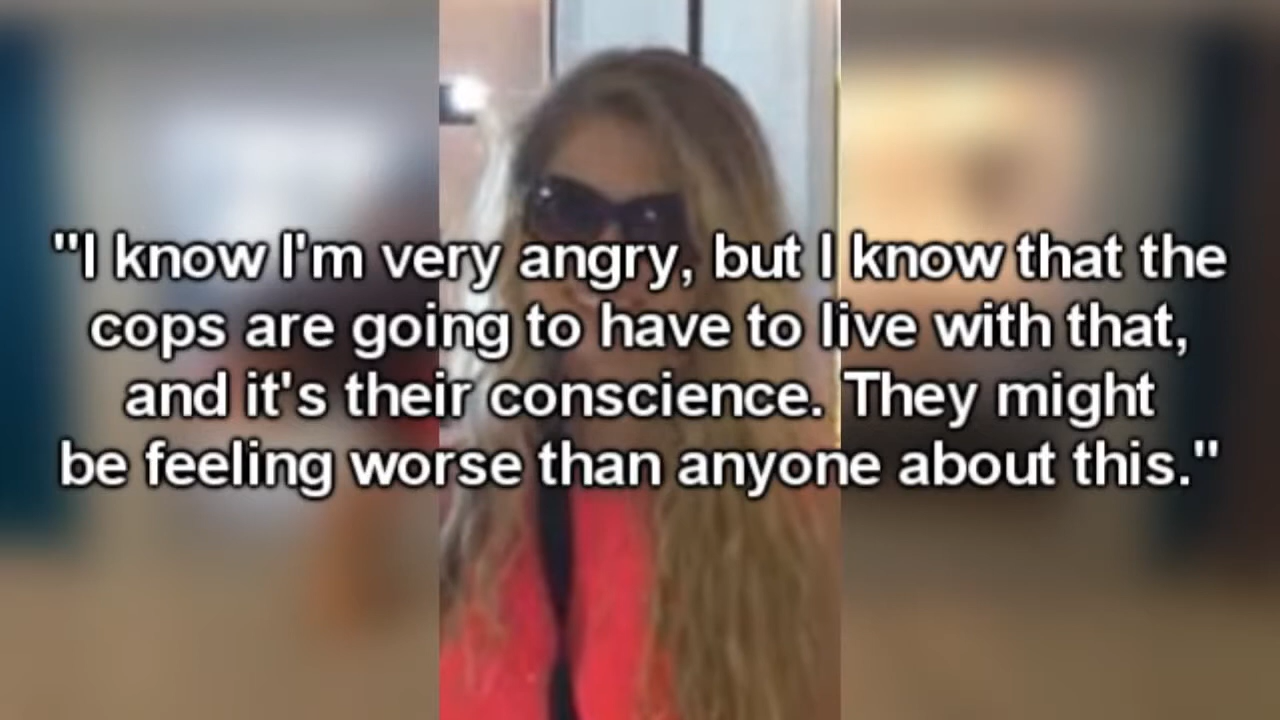 "I know I'm very angry, but I know that the
cops are going to have to live with that,
and it's their conscience. They might
be feeling worse than anyone about this."